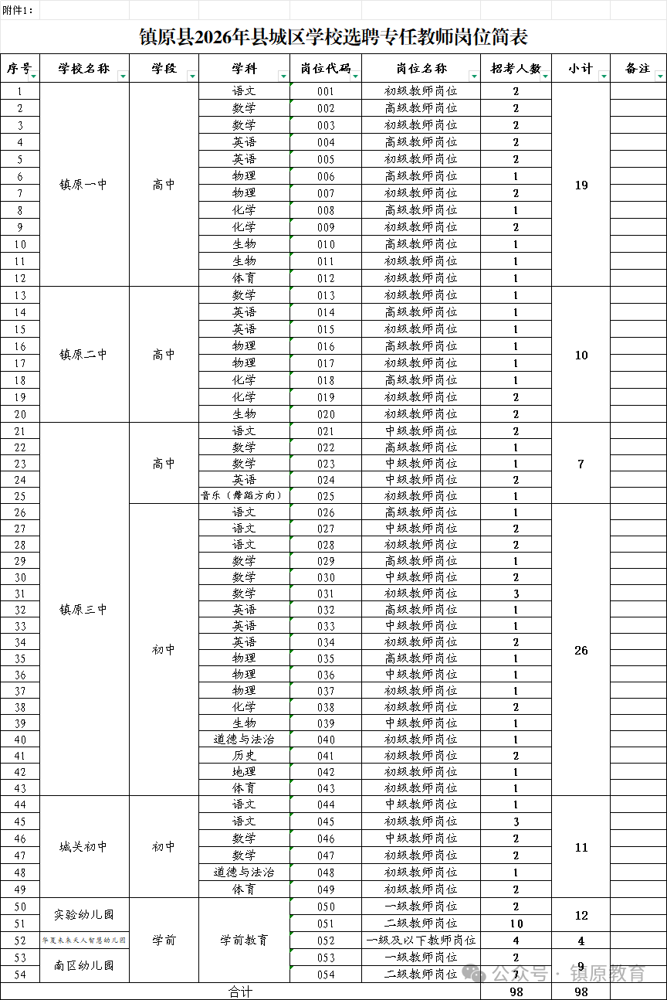 附件1：
镇原县2026年县城区学校选聘专任教师岗位简表
序号 学校名称 学段 学科 岗位代码 岗位名称 招考人数 小计 备注
1 镇原一中 高中 语文 001 初级教师岗位 2 19
2 数学 002 高级教师岗位 2
3 数学 003 初级教师岗位 2
4 英语 004 高级教师岗位 2
5 英语 005 初级教师岗位 2
6 物理 006 高级教师岗位 1
7 物理 007 初级教师岗位 2
8 化学 008 高级教师岗位 1
9 化学 009 初级教师岗位 2
10 生物 010 高级教师岗位 1
11 生物 011 初级教师岗位 1
12 体育 012 初级教师岗位 1
13 镇原二中 高中 数学 013 初级教师岗位 1 10
14 英语 014 高级教师岗位 1
15 英语 015 初级教师岗位 1
16 物理 016 高级教师岗位 1
17 物理 017 初级教师岗位 1
18 化学 018 高级教师岗位 1
19 化学 019 初级教师岗位 2
20 生物 020 初级教师岗位 2
21 镇原三中 高中 语文 021 中级教师岗位 2 7
22 数学 022 高级教师岗位 1
23 数学 023 中级教师岗位 1
24 英语 024 中级教师岗位 2
25 音乐（舞蹈方向） 025 初级教师岗位 1
26 初中 语文 026 高级教师岗位 1 26
27 语文 027 中级教师岗位 2
28 语文 028 初级教师岗位 2
29 数学 029 高级教师岗位 1
30 数学 030 中级教师岗位 2
31 数学 031 初级教师岗位 3
32 英语 032 高级教师岗位 1
33 英语 033 中级教师岗位 1
34 英语 034 初级教师岗位 2
35 物理 035 高级教师岗位 1
36 物理 036 中级教师岗位 1
37 物理 037 初级教师岗位 1
38 化学 038 初级教师岗位 2
39 生物 039 中级教师岗位 1
40 道德与法治 040 初级教师岗位 1
41 历史 041 初级教师岗位 2
42 地理 042 初级教师岗位 1
43 体育 043 初级教师岗位 1
44 城关初中 初中 语文 044 中级教师岗位 1 11
45 语文 045 初级教师岗位 3
46 数学 046 中级教师岗位 2
47 数学 047 初级教师岗位 2
48 道德与法治 048 初级教师岗位 1
49 体育 049 初级教师岗位 2
50 实验幼儿园 学前 学前教育 050 一级教师岗位 2 12
51 051 二级教师岗位 10
52 华夏未来天人智慧幼儿园 052 一级及以下教师岗位 4 4
53 南区幼儿园 053 一级教师岗位 2 9
54 054 二级教师岗位 7
合计 98 98
公众号 · 镇原教育